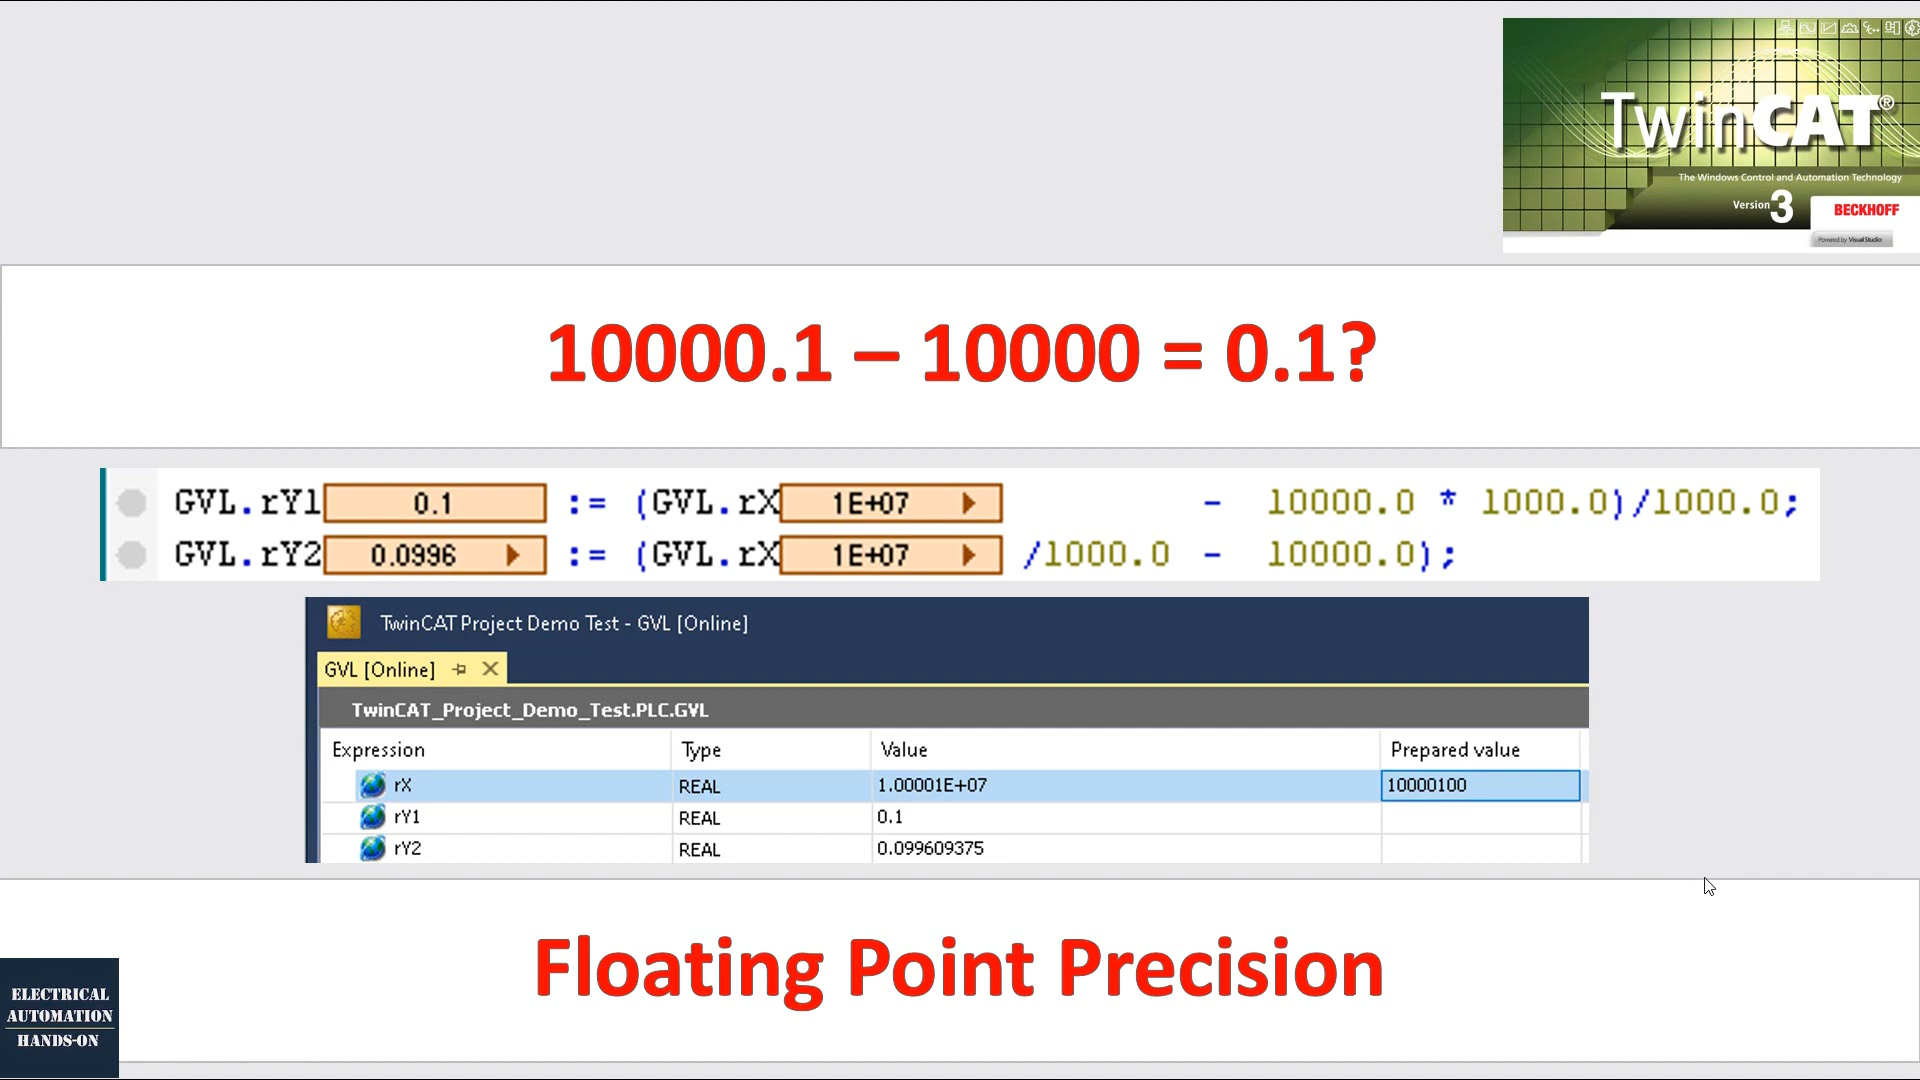 TwinCAT®
The Windows Control and Automation Technology
Version 3
BECKHOFF
Powered by Visual Studio
10000.1 – 10000 = 0.1?
GVL.rY1 0.1 := (GVL.rX 1E+07 - 10000.0 * 1000.0)/1000.0;
GVL.rY2 0.0996 := (GVL.rX 1E+07 /1000.0 - 10000.0);
TwinCAT Project Demo Test - GVL [Online]
GVL [Online]
TwinCAT_Project_Demo_Test.PLC.GVL
Expression Type Value Prepared value
rX REAL 1.00001E+07 10000100
rY1 REAL 0.1
rY2 REAL 0.099609375
Floating Point Precision
ELECTRICAL
AUTOMATION
HANDS-ON